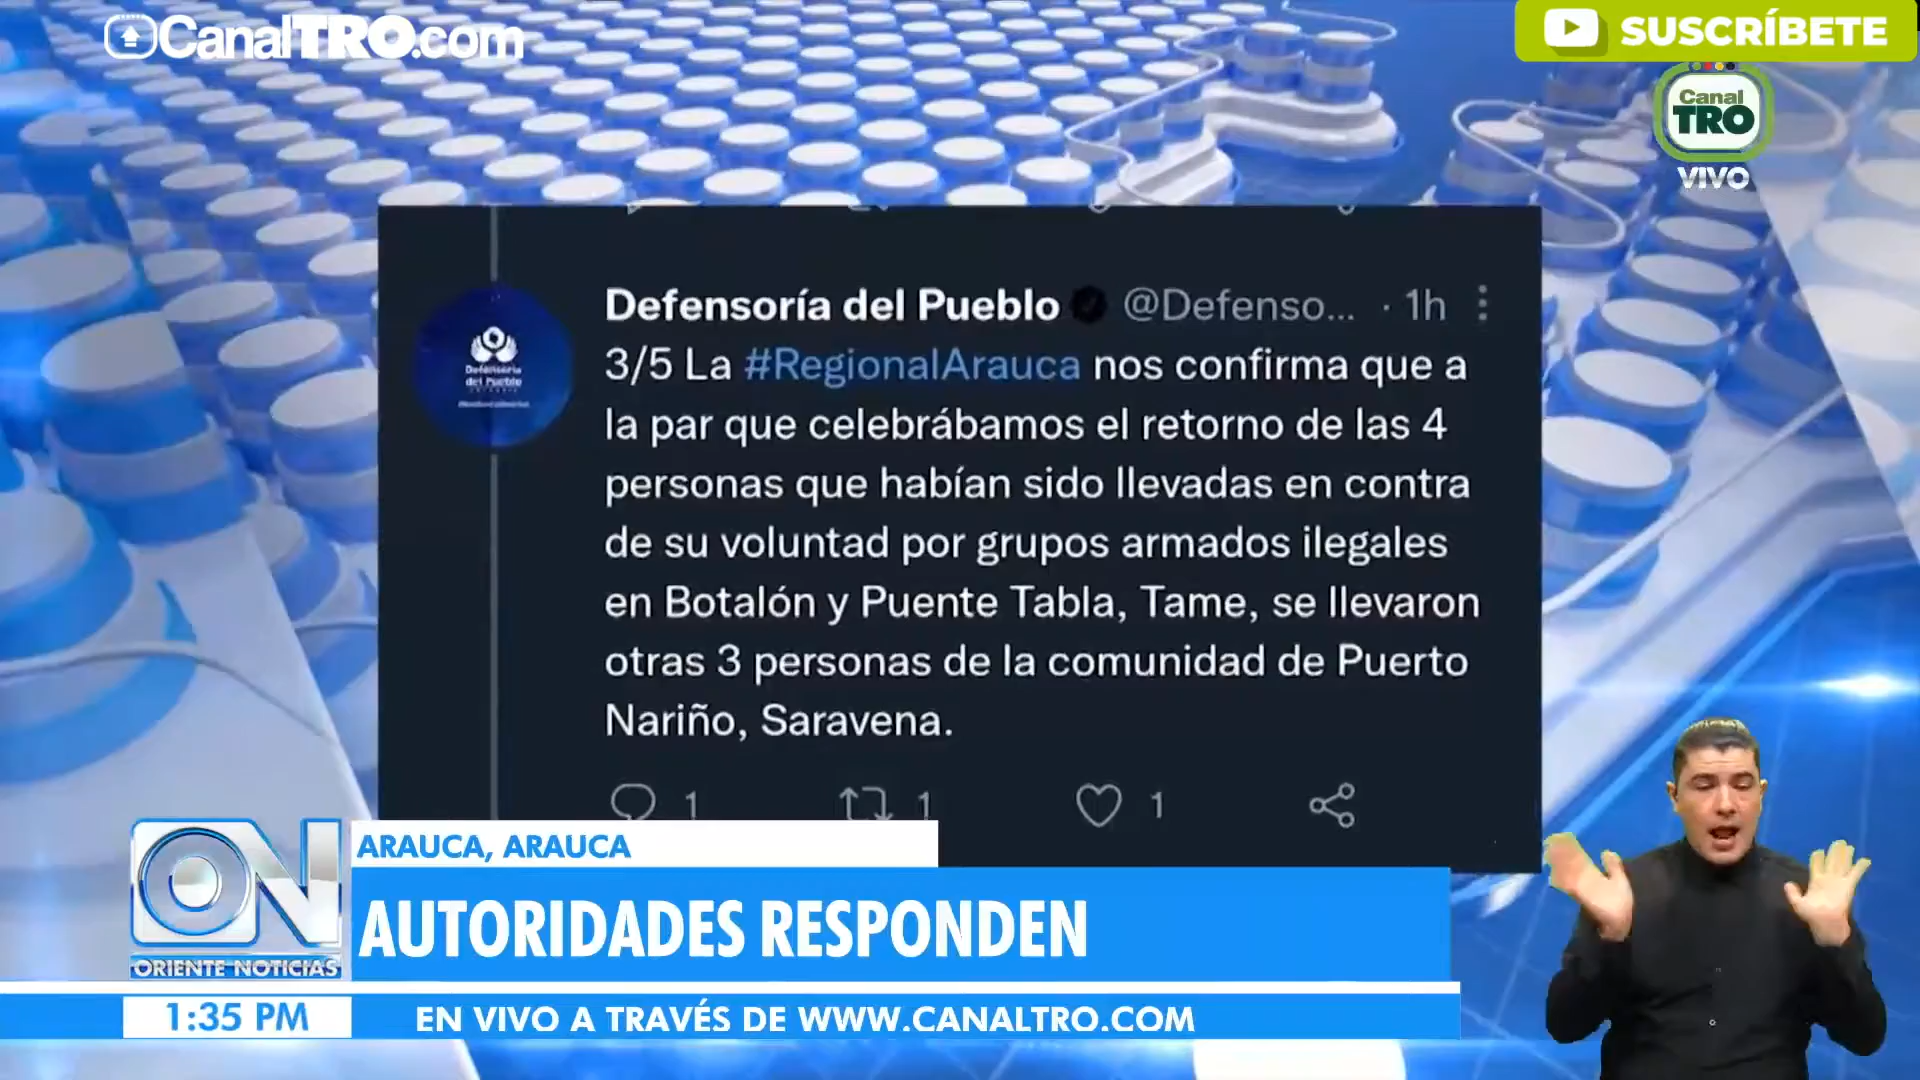 CanalTRO.com
SUSCRÍBETE
Canal
TRO
VIVO
Defensoría del Pueblo @Defenso... · 1h
3/5 La #RegionalArauca nos confirma que a
la par que celebrábamos el retorno de las 4
personas que habían sido llevadas en contra
de su voluntad por grupos armados ilegales
en Botalón y Puente Tabla, Tame, se llevaron
otras 3 personas de la comunidad de Puerto
Nariño, Saravena.
Defensoría
del Pueblo
1 1 1
ARAUCA, ARAUCA
AUTORIDADES RESPONDEN
ON
ORIENTE NOTICIAS
1:35 PM
EN VIVO A TRAVÉS DE WWW.CANALTRO.COM